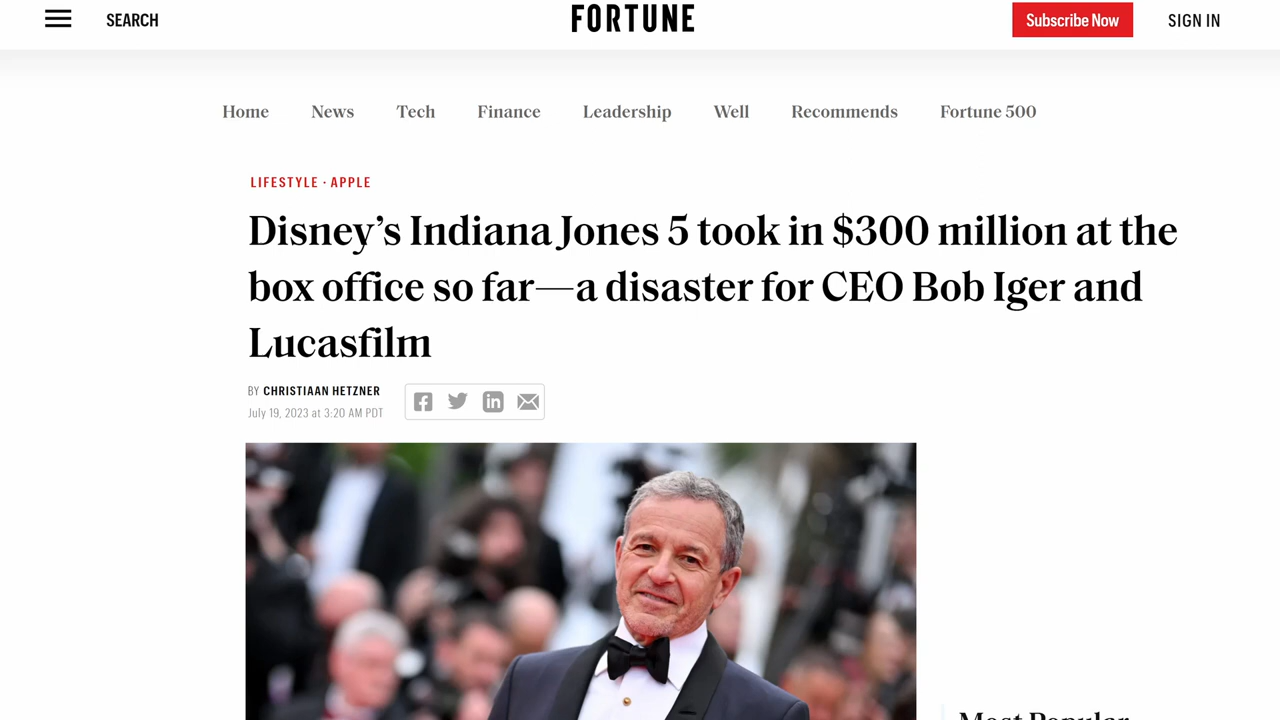 SEARCH
FORTUNE
Subscribe Now
SIGN IN
Home
News
Tech
Finance
Leadership
Well
Recommends
Fortune 500
LIFESTYLE · APPLE
Disney’s Indiana Jones 5 took in $300 million at the
box office so far—a disaster for CEO Bob Iger and
Lucasfilm
BY CHRISTIAAN HETZNER
July 19, 2023 at 3:20 AM PDT
Most Popular